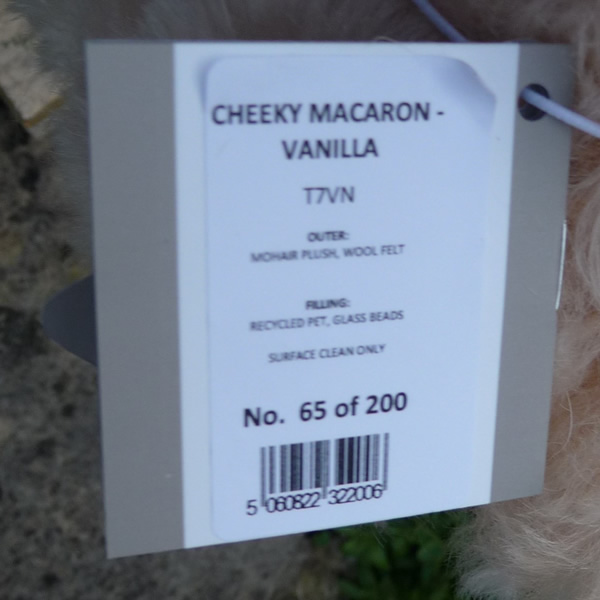 CHEEKY MACARON -
VANILLA
T7VN
OUTER:
MOHAIR PLUSH, WOOL FELT
FILLING:
RECYCLED PET, GLASS BEADS
SURFACE CLEAN ONLY
No. 65 of 200
5 060822 322006